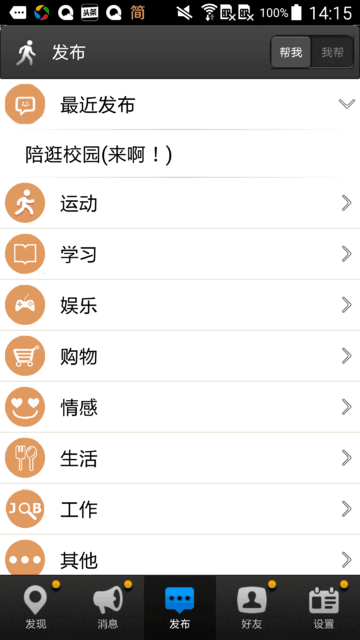 头条
简
100%
14:15
发布
帮我
我帮
最近发布
陪逛校园(来啊！)
运动
学习
娱乐
购物
情感
生活
JOB
工作
其他
发现
消息
发布
好友
设置